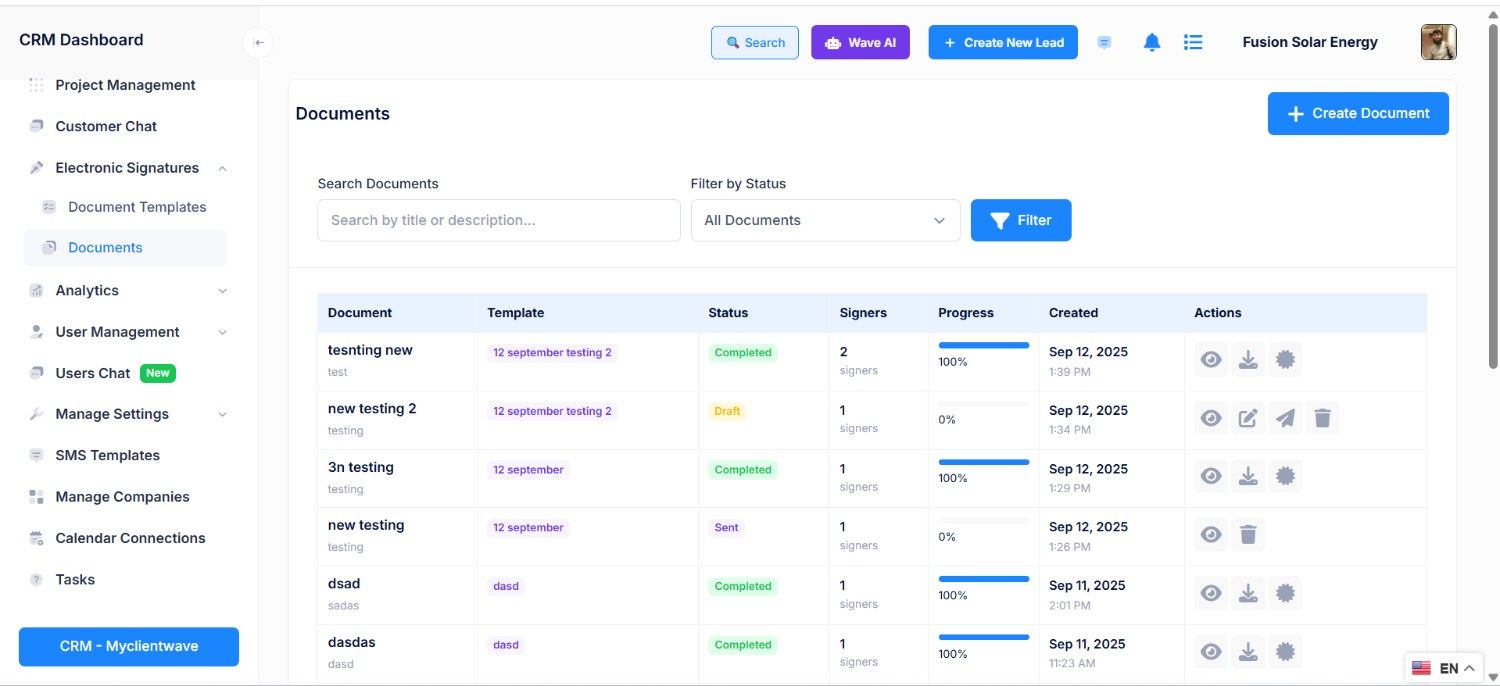 CRM Dashboard
Search
Wave AI
+ Create New Lead
Fusion Solar Energy
Project Management
Customer Chat
Electronic Signatures
Document Templates
Documents
Analytics
User Management
Users Chat New
Manage Settings
SMS Templates
Manage Companies
Calendar Connections
Tasks
CRM - Myclientwave
Documents
+ Create Document
Search Documents
Filter by Status
Search by title or description...
All Documents
Filter
Document Template Status Signers Progress Created Actions
tesnting new 12 september testing 2 Completed 2 100% Sep 12, 2025
test signers 1:39 PM
new testing 2 12 september testing 2 Draft 1 0% Sep 12, 2025
testing signers 1:34 PM
3n testing 12 september Completed 1 100% Sep 12, 2025
testing signers 1:29 PM
new testing 12 september Sent 1 0% Sep 12, 2025
testing signers 1:26 PM
dsad dasd Completed 1 100% Sep 11, 2025
sadas signers 2:01 PM
dasdas dasd Completed 1 100% Sep 11, 2025
dasd signers 11:23 AM
EN